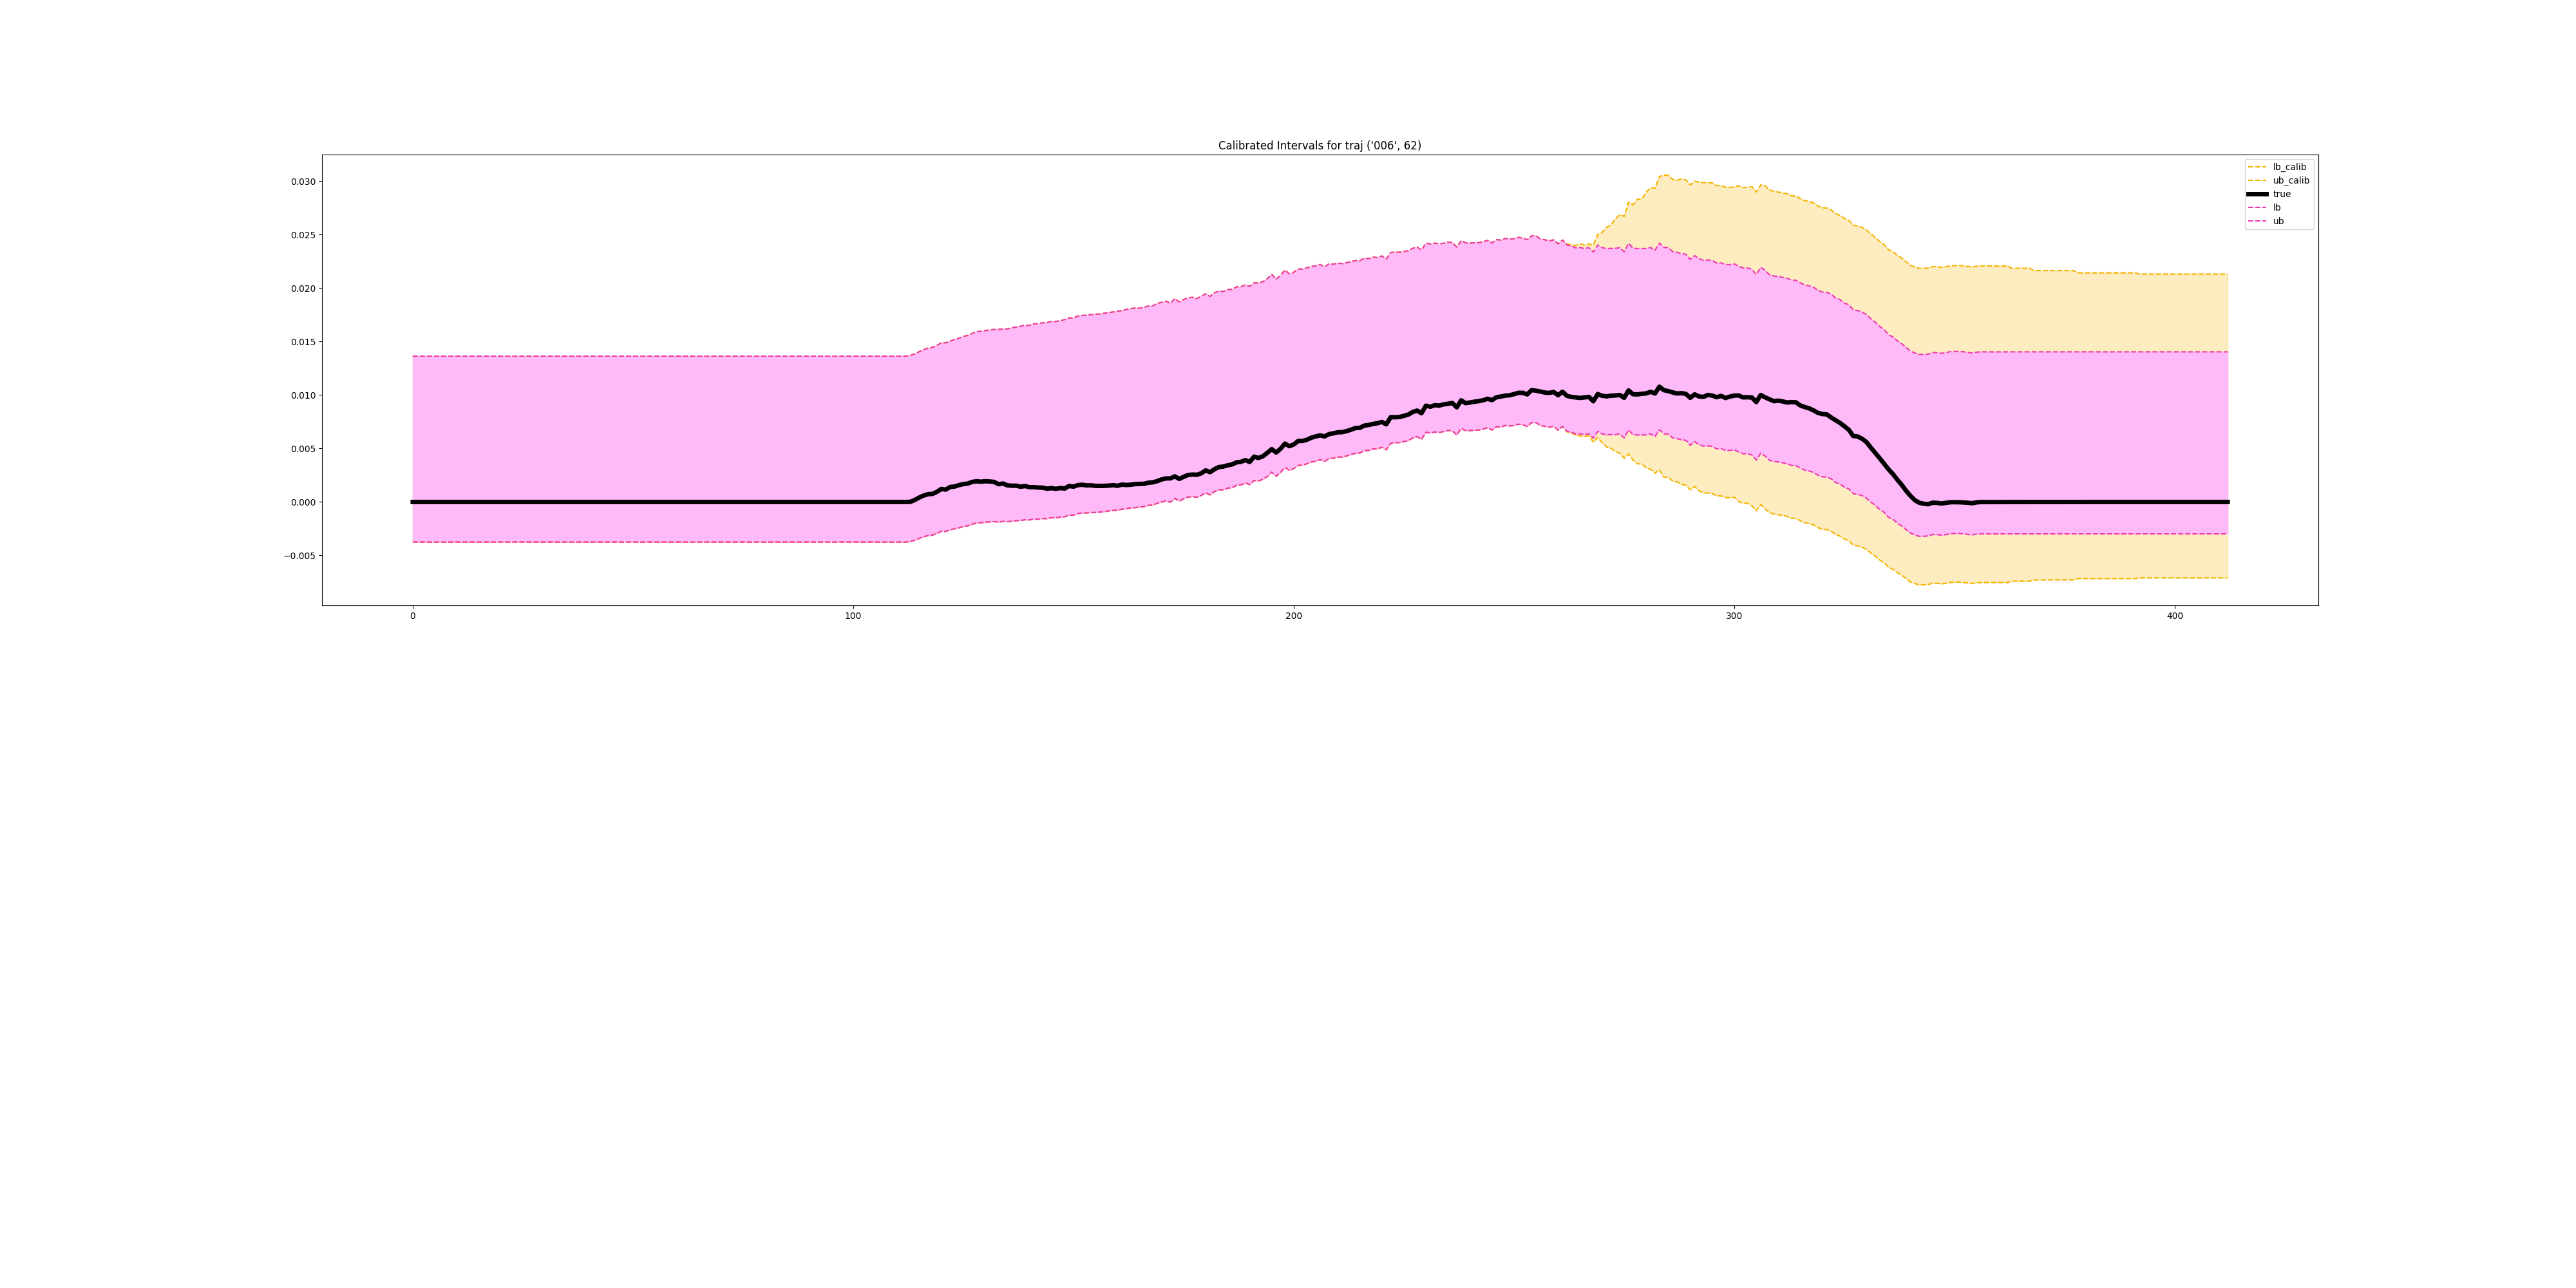 Calibrated Intervals for traj ('006', 62)
lb_calib
ub_calib
true
lb
ub
0.030
0.025
0.020
0.015
0.010
0.005
0.000
−0.005
0 100 200 300 400